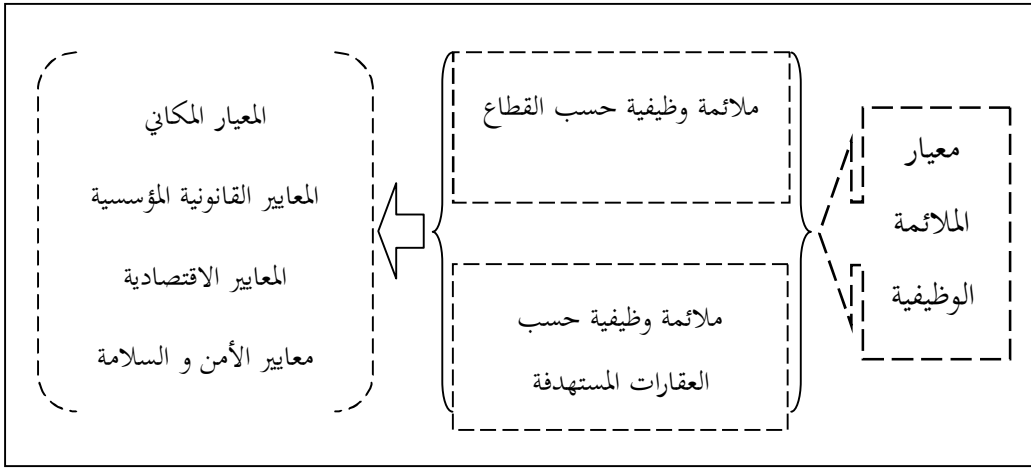 معيار
الملائمة
الوظيفية
ملائمة وظيفية حسب القطاع
ملائمة وظيفية حسب
العقارات المستهدفة
المعيار المكاني
المعايير القانونية المؤسسية
المعايير الاقتصادية
معايير الأمن و السلامة